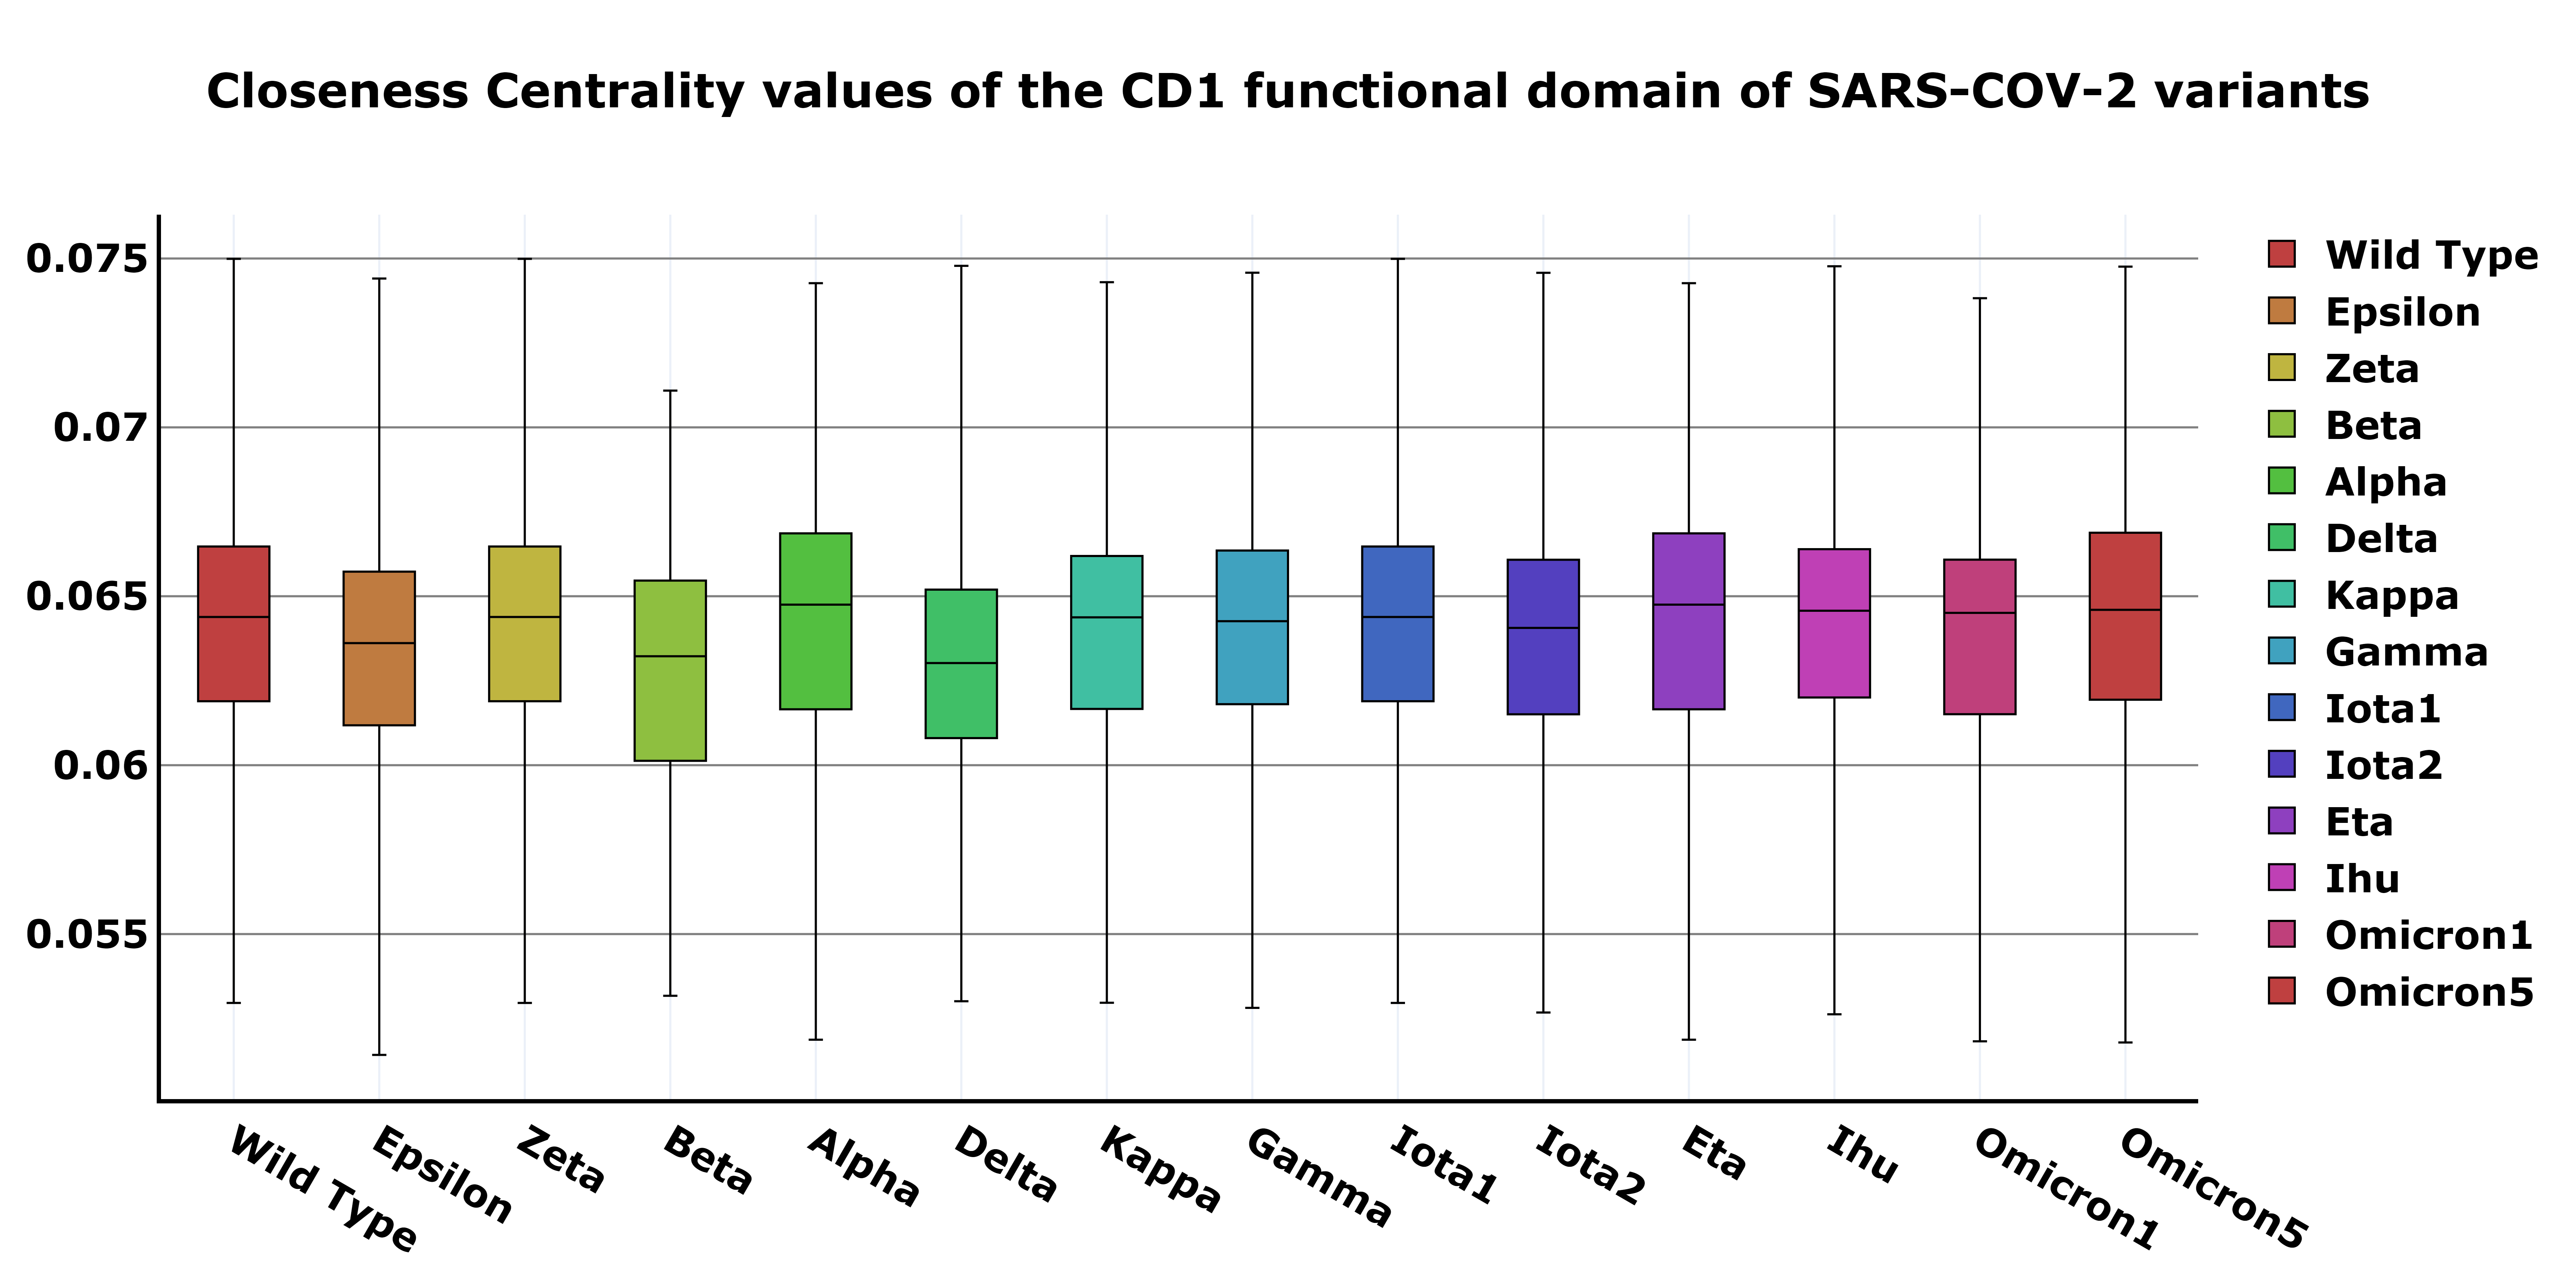 Closeness Centrality values of the CD1 functional domain of SARS-COV-2 variants
0.075
0.07
0.065
0.06
0.055
Wild Type
Epsilon
Zeta
Beta
Alpha
Delta
Kappa
Gamma
Iota1
Iota2
Eta
Ihu
Omicron1
Omicron5
Wild Type
Epsilon
Zeta
Beta
Alpha
Delta
Kappa
Gamma
Iota1
Iota2
Eta
Ihu
Omicron1
Omicron5